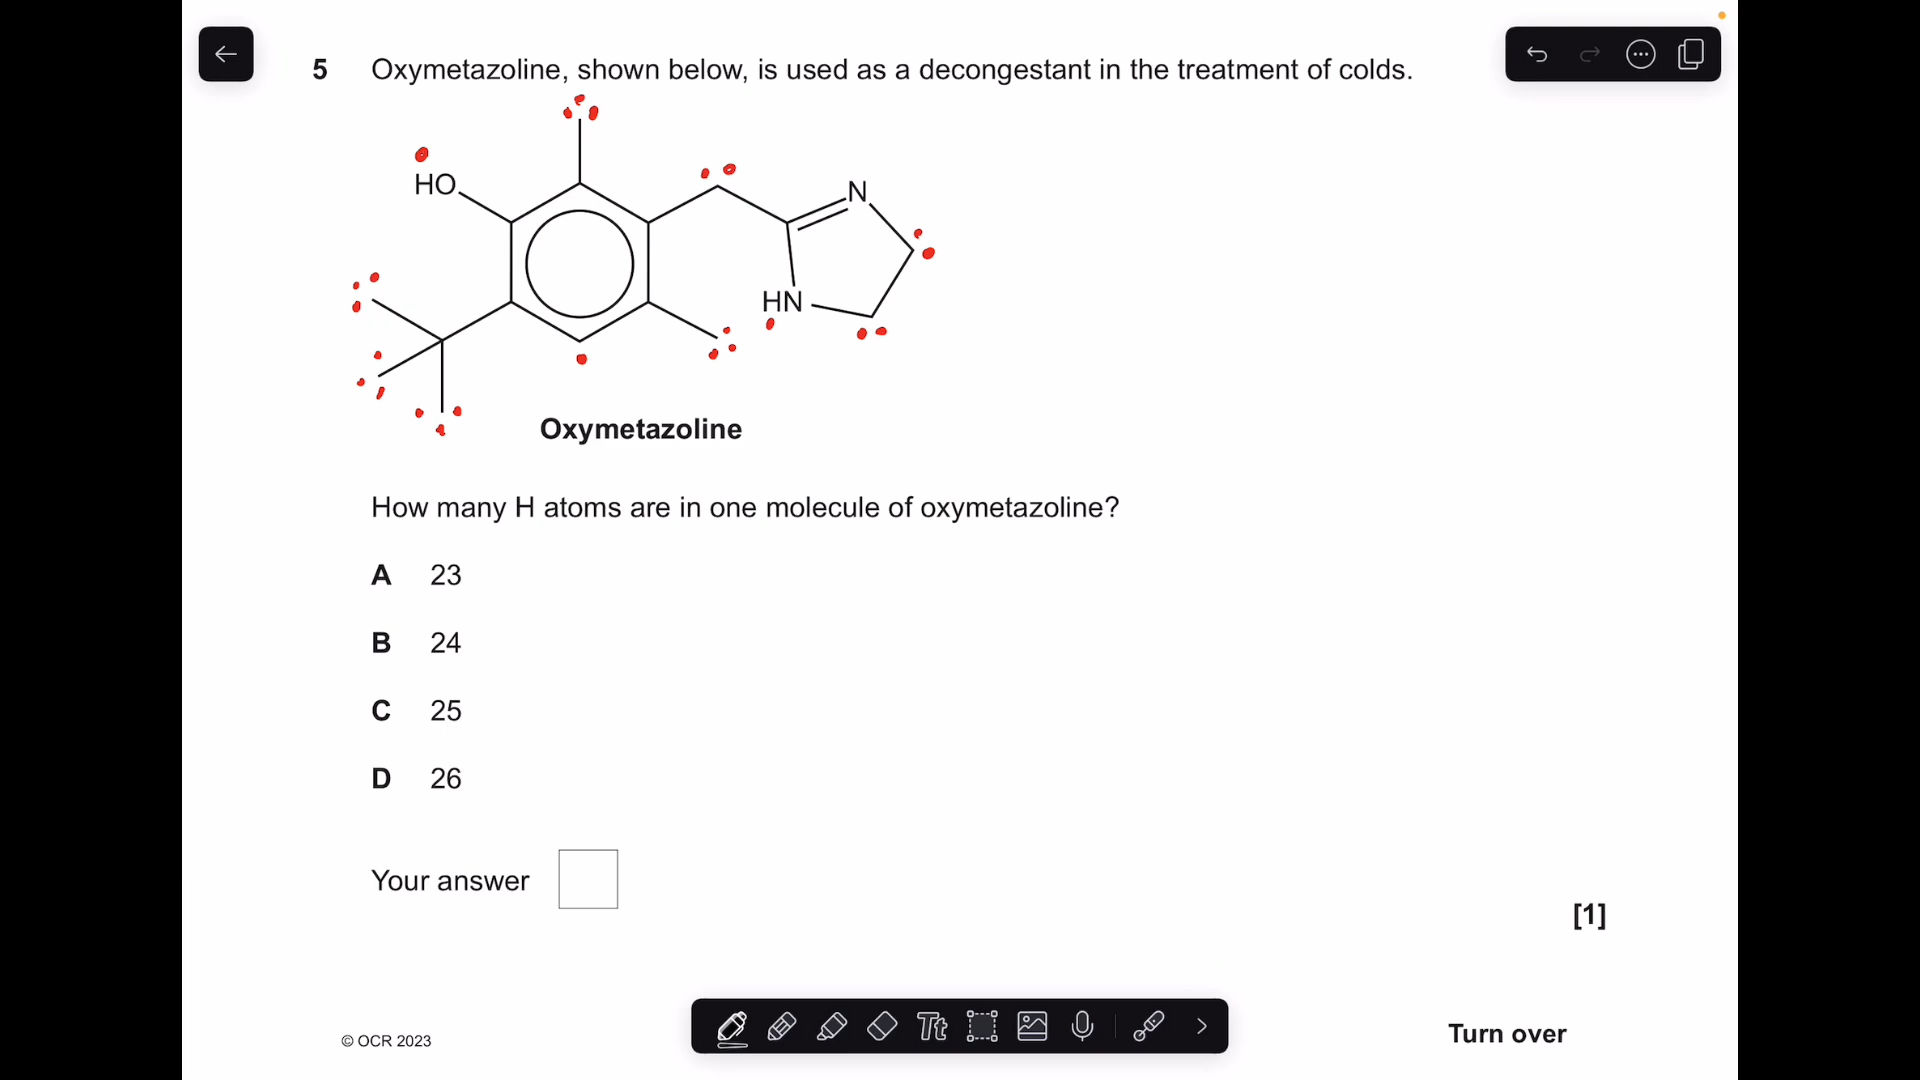 5 Oxymetazoline, shown below, is used as a decongestant in the treatment of colds.
HO
N
HN
Oxymetazoline
How many H atoms are in one molecule of oxymetazoline?
A 23
B 24
C 25
D 26
Your answer
[1]
Tt
© OCR 2023
Turn over